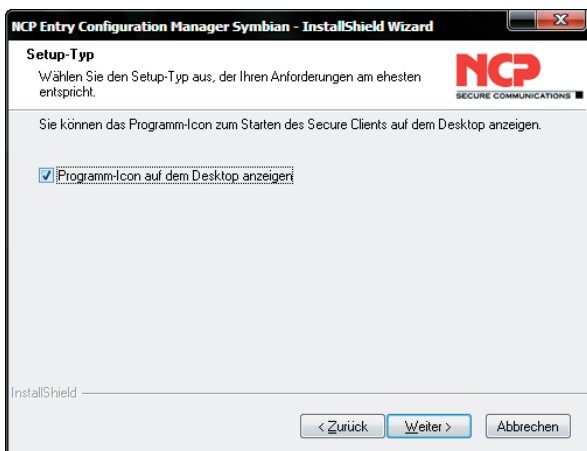 NCP Entry Configuration Manager Symbian - InstallShield Wizard
Setup-Typ
Wählen Sie den Setup-Typ aus, der Ihren Anforderungen am ehesten
entspricht.
NCP
SECURE COMMUNICATIONS
Sie können das Programm-Icon zum Starten des Secure Clients auf dem Desktop anzeigen.
Programm-Icon auf dem Desktop anzeigen
InstallShield
< Zurück
Weiter >
Abbrechen